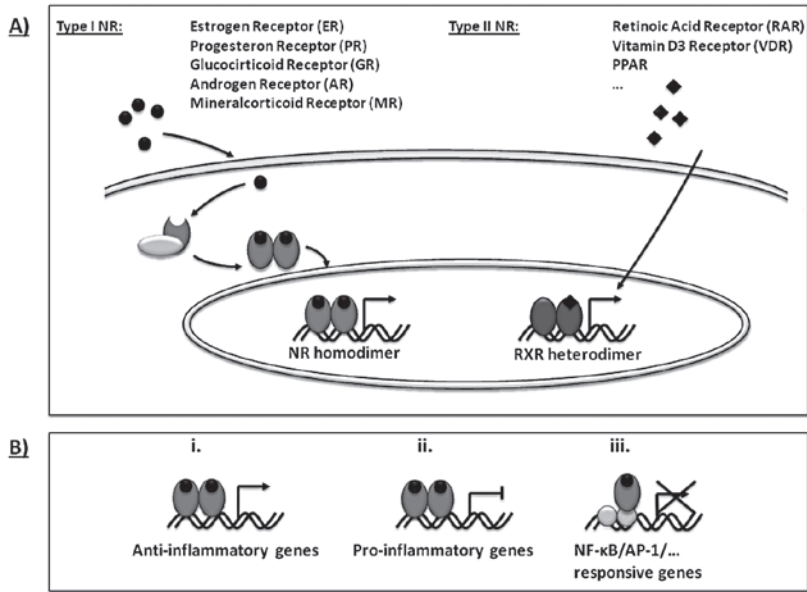 A)
Type I NR:
Estrogen Receptor (ER)
Progesteron Receptor (PR)
Glucocirticoid Receptor (GR)
Androgen Receptor (AR)
Mineralcorticoid Receptor (MR)
Type II NR:
Retinoic Acid Receptor (RAR)
Vitamin D3 Receptor (VDR)
PPAR
...
NR homodimer
RXR heterodimer
B)
i.
Anti-inflammatory genes
ii.
Pro-inflammatory genes
iii.
NF-κB/AP-1/...
responsive genes